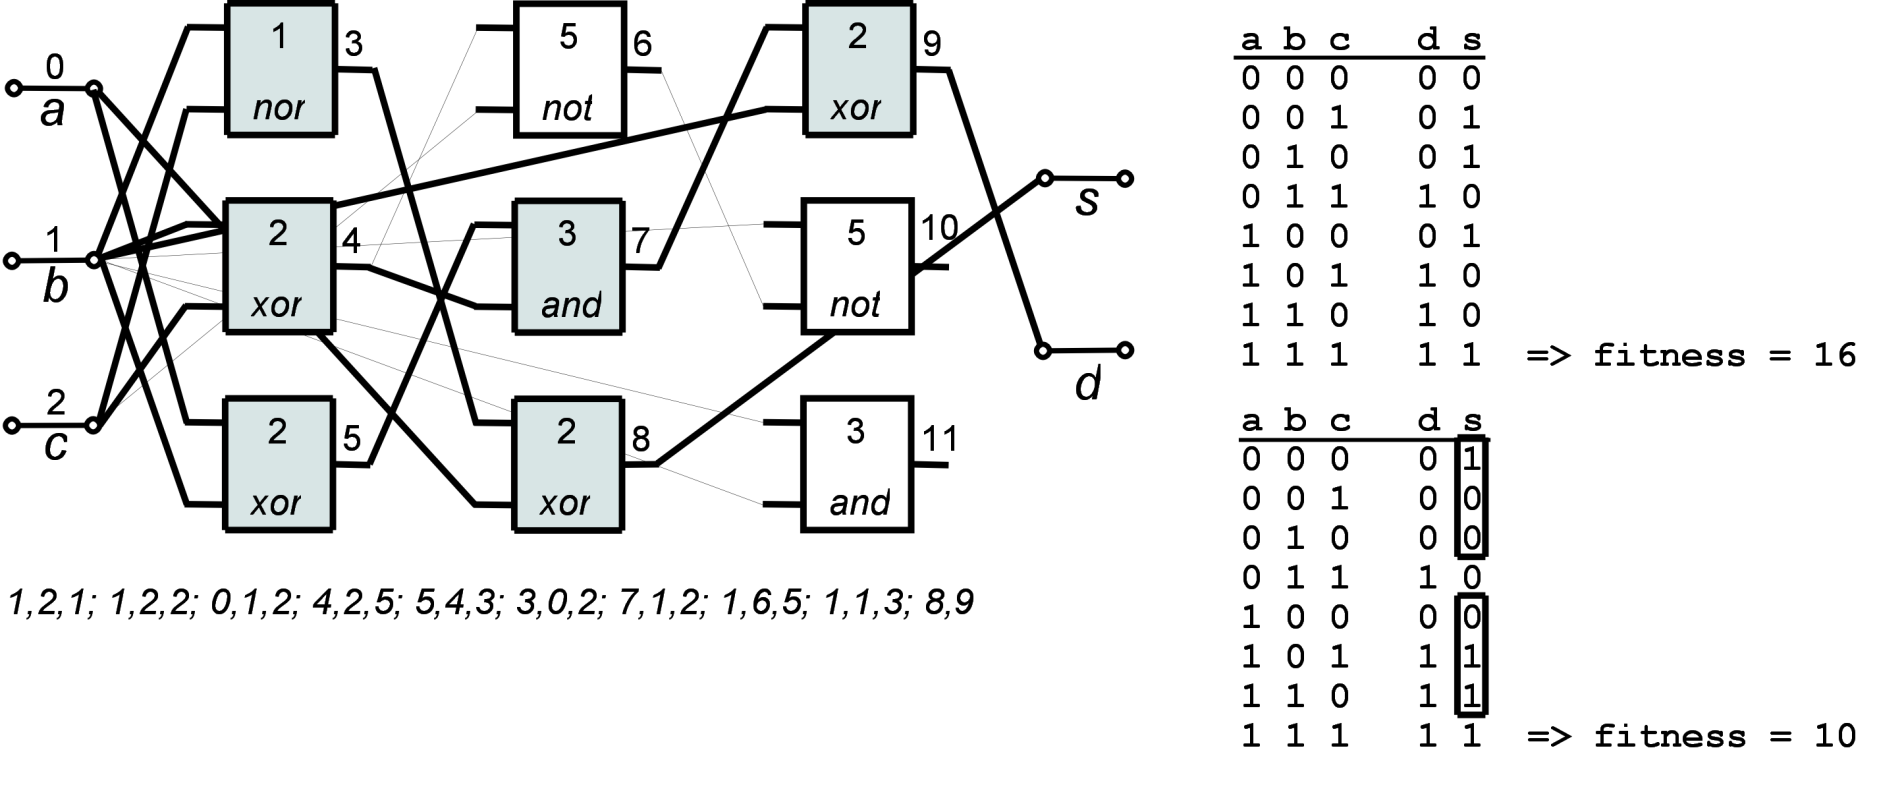 0
a
1
b
2
c
1
nor
3
2
xor
4
2
xor
5
5
not
6
3
and
7
2
xor
8
2
xor
9
5
not
10
3
and
11
s
d
1,2,1; 1,2,2; 0,1,2; 4,2,5; 5,4,3; 3,0,2; 7,1,2; 1,6,5; 1,1,3; 8,9
a b c d s
0 0 0 0 0
0 0 1 0 1
0 1 0 0 1
0 1 1 1 0
1 0 0 0 1
1 0 1 1 0
1 1 0 1 0
1 1 1 1 1 => fitness = 16
a b c d s
0 0 0 0 1
0 0 1 0 0
0 1 0 0 0
0 1 1 1 0
1 0 0 0 0
1 0 1 1 1
1 1 0 1 1
1 1 1 1 1 => fitness = 10